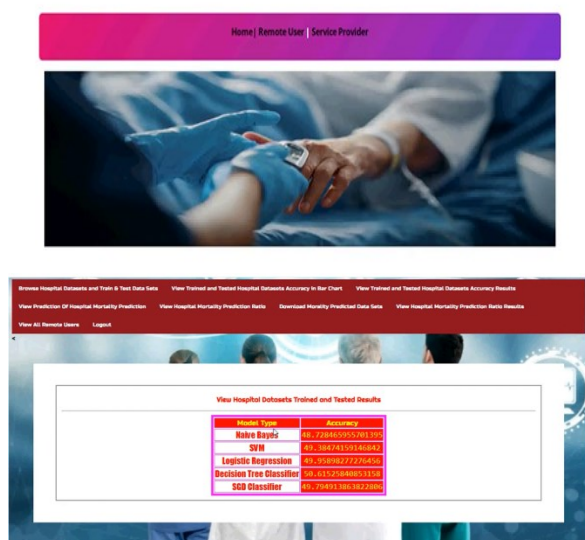 Home| Remote User | Service Provider
Browse Hospital Datasets and Train & Test Data Sets View Trained and Tested Hospital Datasets Accuracy in Bar Chart View Trained and Tested Hospital Datasets Accuracy Results
View Prediction Of Hospital Mortality Prediction View Hospital Mortality Prediction Ratio Download Morality Predicted Data Sets View Hospital Mortality Prediction Ratio Results
View All Remote Users Logout
<
View Hospital Datasets Trained and Tested Results
Model Type Accuracy
Naive Bayes 48.728465955701395
SVM 49.38474159146842
Logistic Regression 49.95898277276456
Decision Tree Classifier 50.61525840853158
SGD Classifier 49.794913863822806